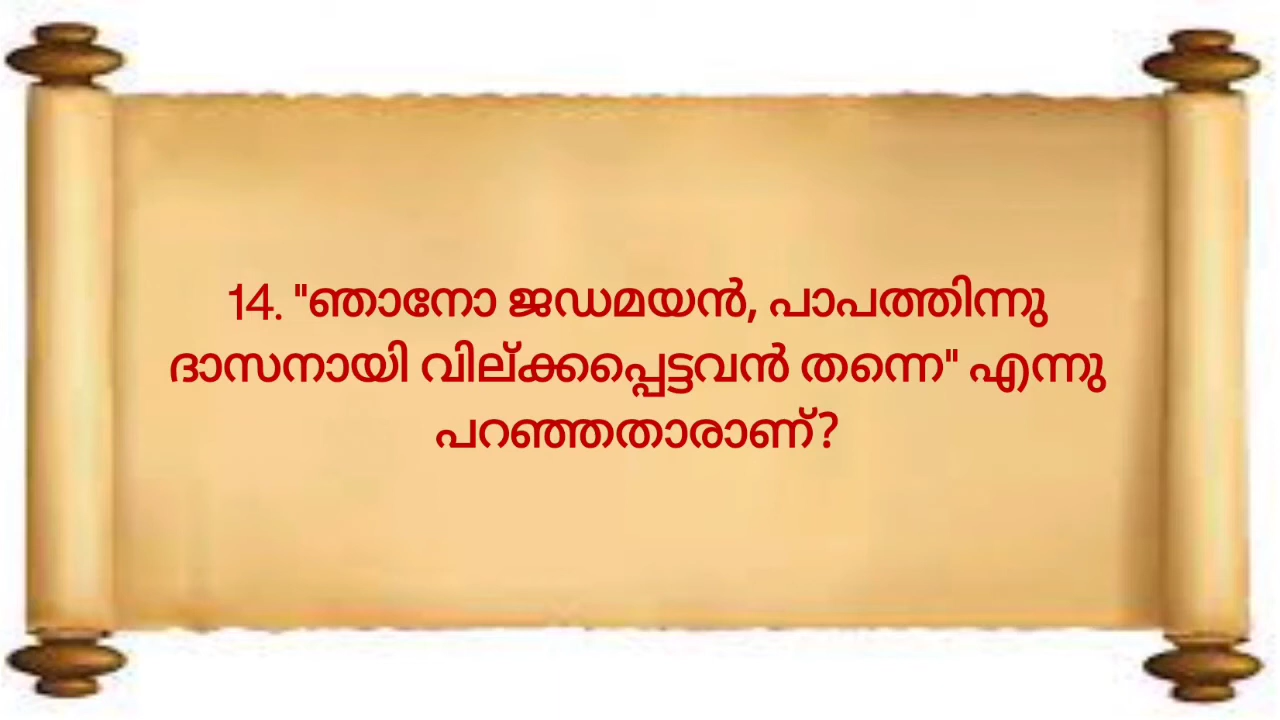 14. "ഞാനോ ജഡമയൻ, പാപത്തിന്നു
ദാസനായി വില്ക്കപ്പെട്ടവൻ തന്നെ" എന്നു
പറഞ്ഞതാരാണ്?